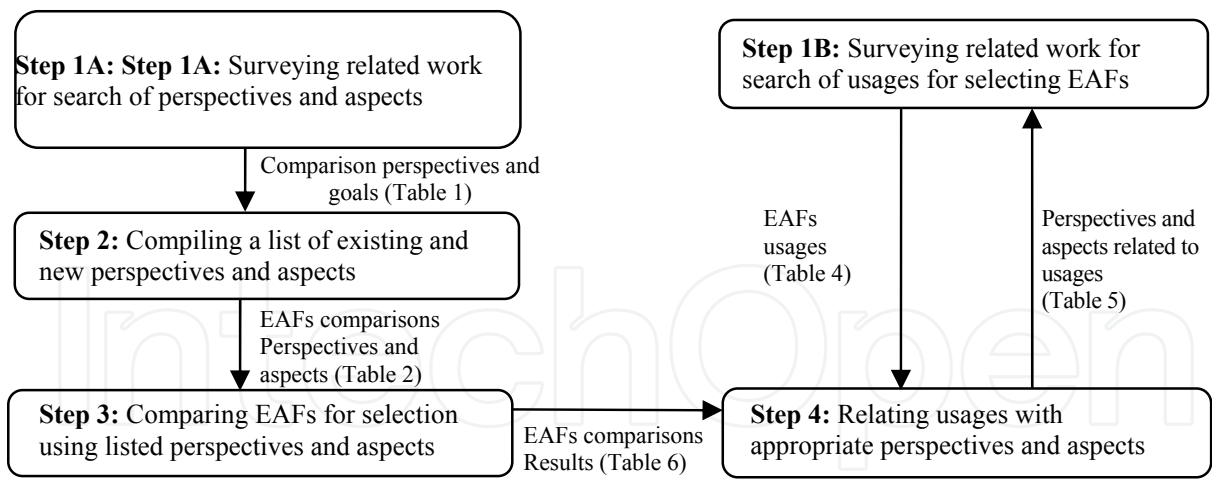 Step 1A: Step 1A: Surveying related work
for search of perspectives and aspects
Comparison perspectives and
goals (Table 1)
Step 2: Compiling a list of existing and
new perspectives and aspects
EAFs comparisons
Perspectives and
aspects (Table 2)
Step 3: Comparing EAFs for selection
using listed perspectives and aspects
EAFs comparisons
Results (Table 6)
Step 1B: Surveying related work for
search of usages for selecting EAFs
EAFs
usages
(Table 4)
Perspectives and
aspects related to
usages
(Table 5)
Step 4: Relating usages with
appropriate perspectives and aspects
IntechOpen